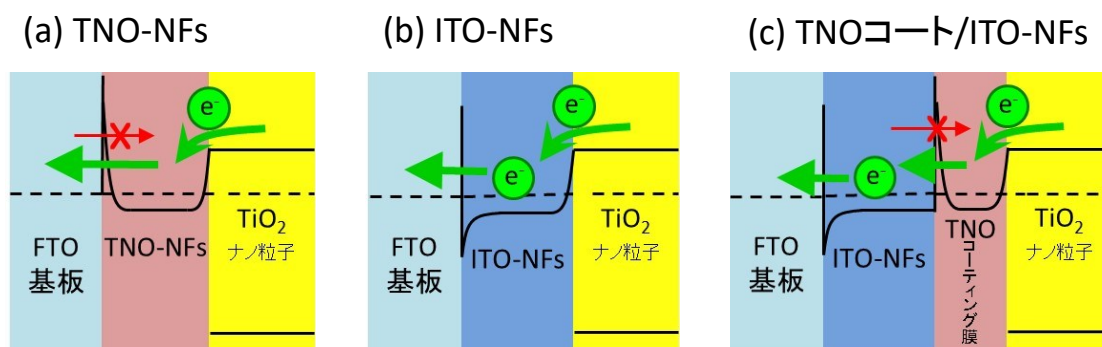 (a) TNO-NFs
FTO
基板
TNO-NFs
e⁻
TiO₂
ナノ粒子
(b) ITO-NFs
FTO
基板
ITO-NFs
e⁻
e⁻
TiO₂
ナノ粒子
(c) TNOコート/ITO-NFs
FTO
基板
ITO-NFs
e⁻
TNO
コーティング膜
e⁻
TiO₂
ナノ粒子